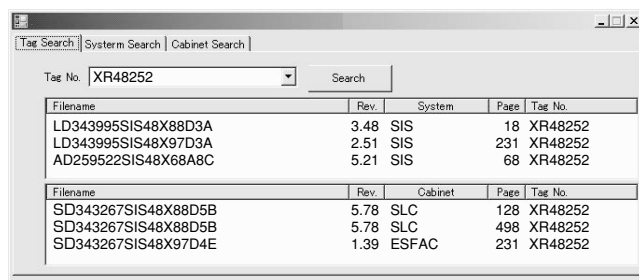 Tag Search Systerm Search Cabinet Search
Tag No. XR48252 Search
Filename Rev. System Page Tag No.
LD343995SIS48X88D3A 3.48 SIS 18 XR48252
LD343995SIS48X97D3A 2.51 SIS 231 XR48252
AD259522SIS48X68A8C 5.21 SIS 68 XR48252
Filename Rev. Cabinet Page Tag No.
SD343267SIS48X88D5B 5.78 SLC 128 XR48252
SD343267SIS48X88D5B 5.78 SLC 498 XR48252
SD343267SIS48X97D4E 1.39 ESFAC 231 XR48252